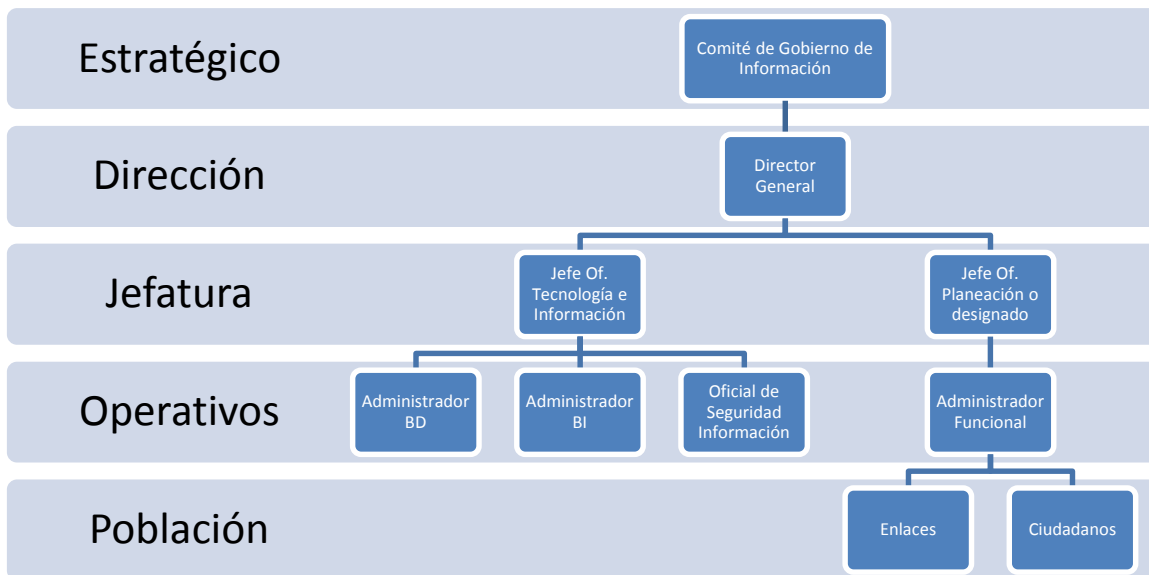 Estratégico
Comité de Gobierno de
Información
Dirección
Director
General
Jefatura
Jefe Of.
Tecnología e
Información
Jefe Of.
Planeación o
designado
Operativos
Administrador
BD
Administrador
BI
Oficial de
Seguridad
Información
Administrador
Funcional
Población
Enlaces
Ciudadanos